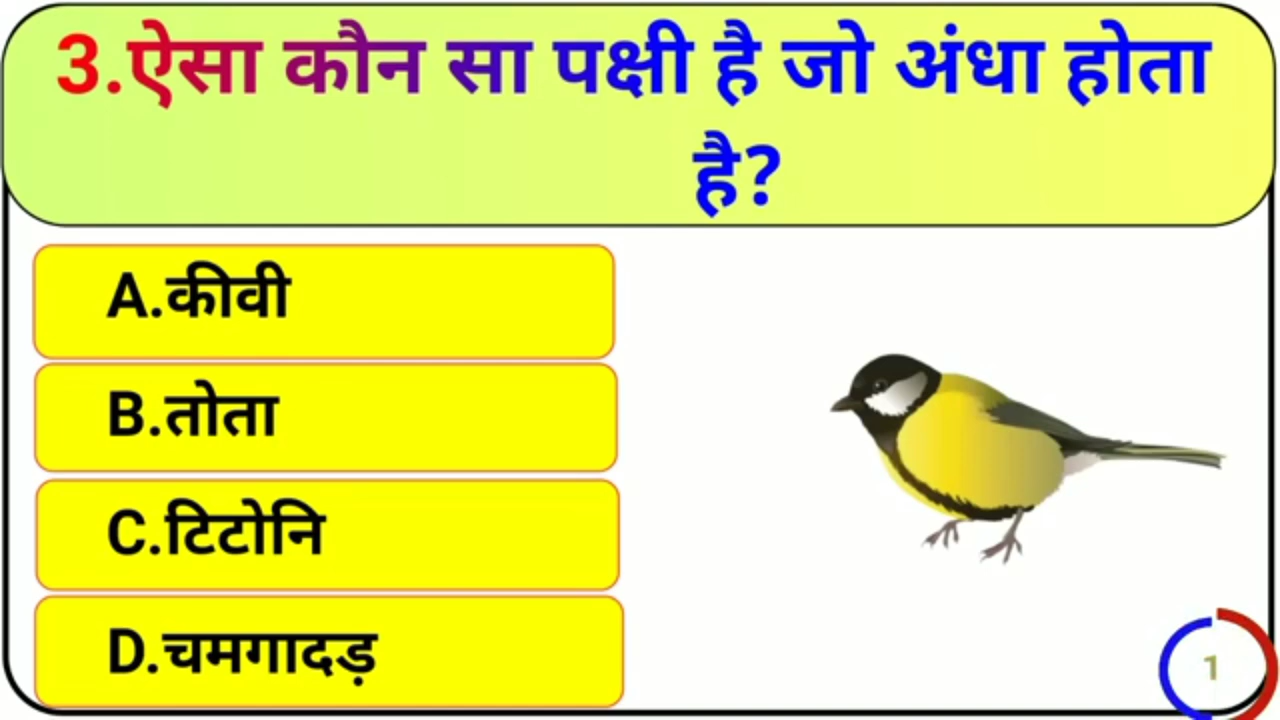 3.ऐसा कौन सा पक्षी है जो अंधा होता
है?
A.कीवी
B.तोता
C.टिटोनि
D.चमगादड़
1